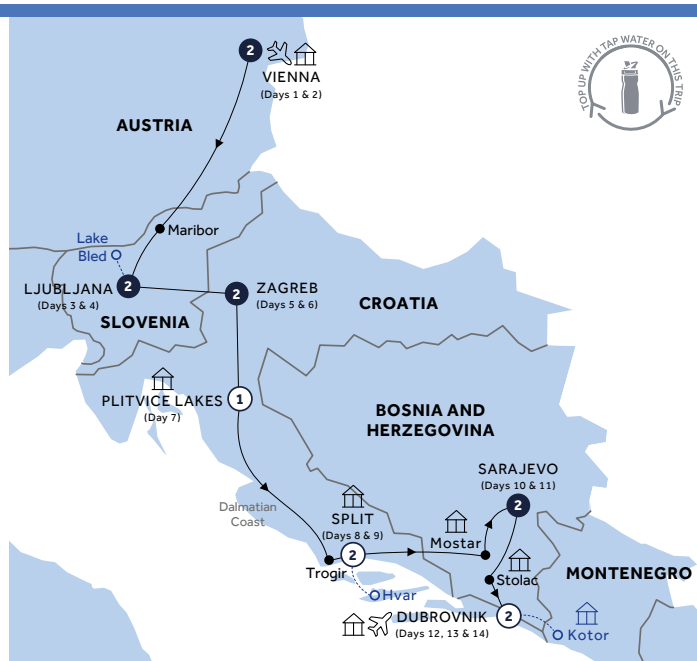 TOP UP WITH TAP WATER ON THIS TRIP
2
VIENNA
(Days 1 & 2)
AUSTRIA
Maribor
Lake
Bled
LJUBLJANA
2
(Days 3 & 4)
SLOVENIA
2
ZAGREB
(Days 5 & 6)
CROATIA
PLITVICE LAKES
1
(Day 7)
BOSNIA AND
HERZEGOVINA
SARAJEVO
(Days 10 & 11)
2
Dalmatian
Coast
SPLIT
(Days 8 & 9)
2
Trogir
Mostar
Stolac
MONTENEGRO
Hvar
DUBROVNIK
2
(Days 12, 13 & 14)
Kotor